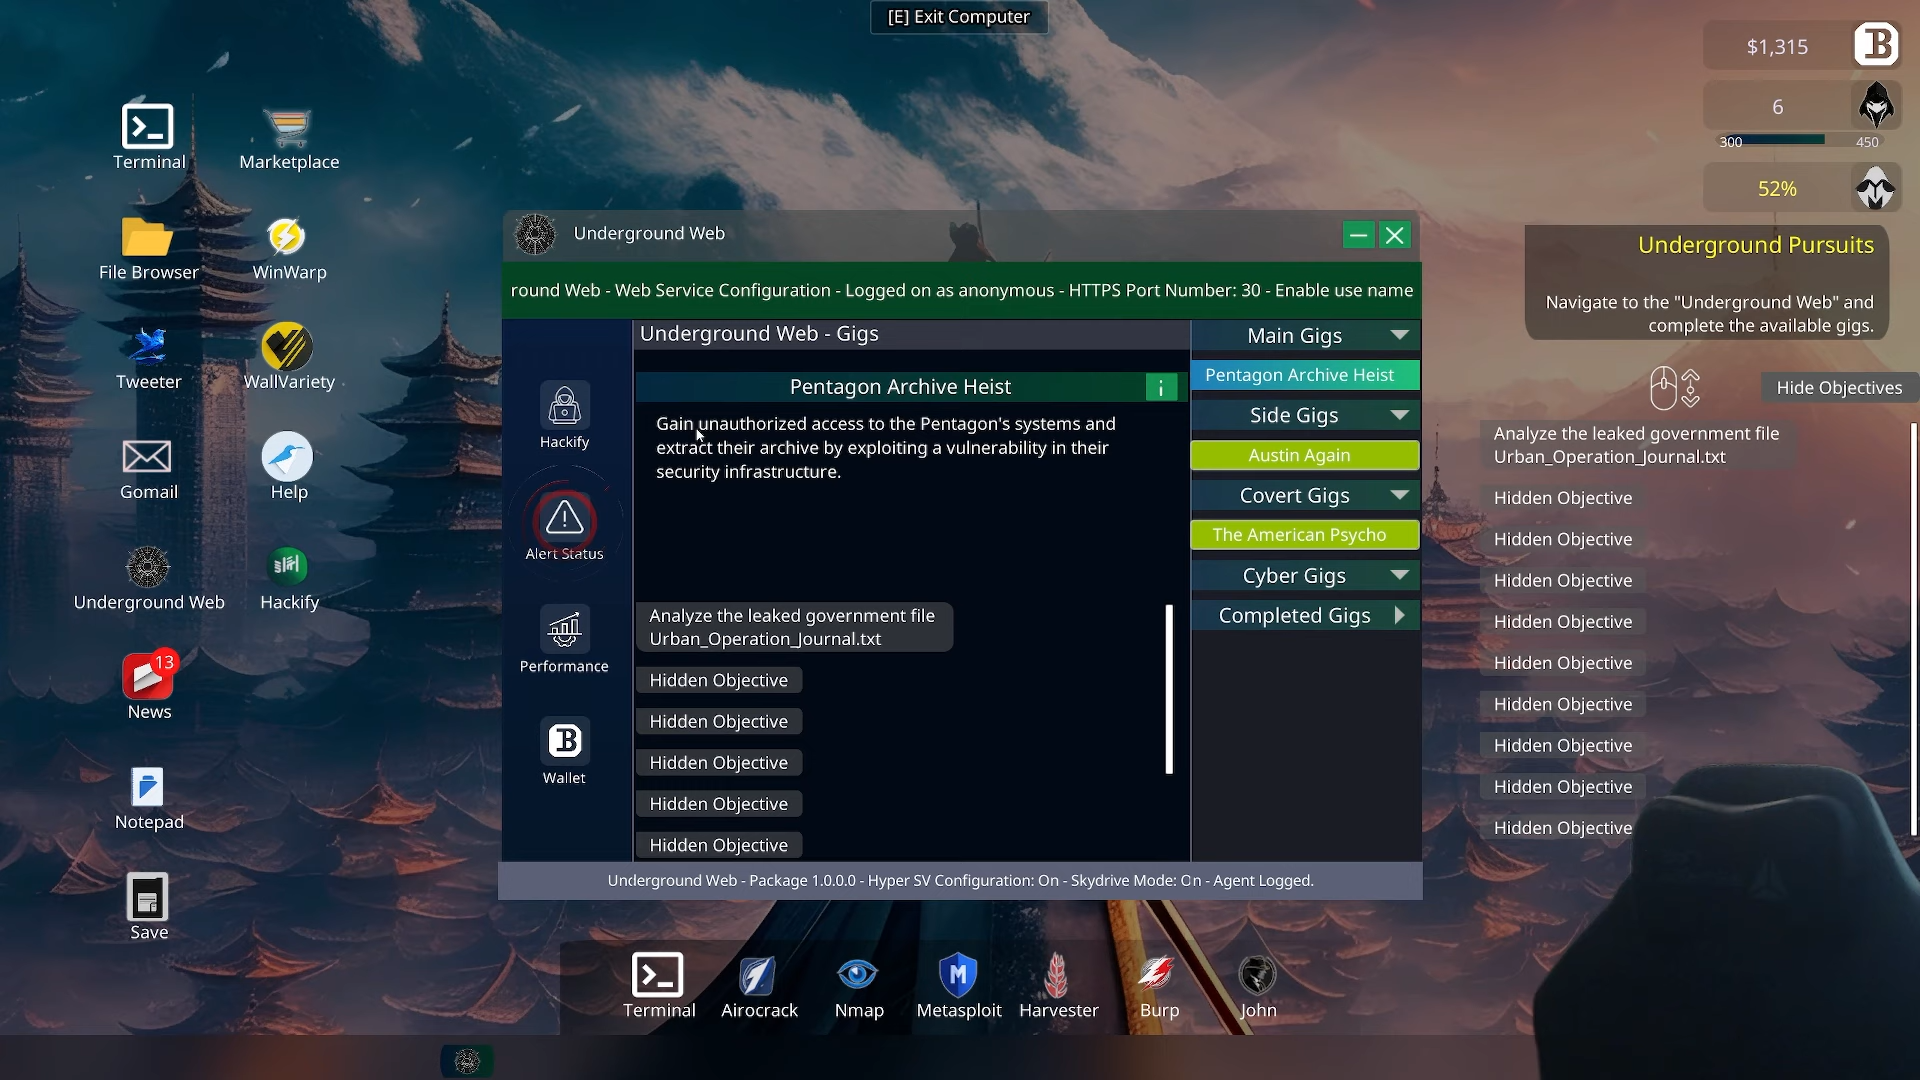 [E] Exit Computer
$1,315
6
300
450
52%
Underground Pursuits
Navigate to the "Underground Web" and
complete the available gigs.
Hide Objectives
Analyze the leaked government file
Urban_Operation_Journal.txt
Hidden Objective
Hidden Objective
Hidden Objective
Hidden Objective
Hidden Objective
Hidden Objective
Hidden Objective
Hidden Objective
Hidden Objective
Terminal
Marketplace
File Browser
WinWarp
Tweeter
WallVariety
Gomail
Help
Underground Web
Hackify
13
News
Notepad
Save
Underground Web
round Web - Web Service Configuration - Logged on as anonymous - HTTPS Port Number: 30 - Enable use name
Hackify
Alert Status
Performance
Wallet
Underground Web - Gigs
Pentagon Archive Heist
i
Gain unauthorized access to the Pentagon's systems and
extract their archive by exploiting a vulnerability in their
security infrastructure.
Analyze the leaked government file
Urban_Operation_Journal.txt
Hidden Objective
Hidden Objective
Hidden Objective
Hidden Objective
Hidden Objective
Main Gigs
Pentagon Archive Heist
Side Gigs
Austin Again
Covert Gigs
The American Psycho
Cyber Gigs
Completed Gigs
Underground Web - Package 1.0.0.0 - Hyper SV Configuration: On - Skydrive Mode: On - Agent Logged.
Terminal
Airocrack
Nmap
Metasploit
Harvester
Burp
John